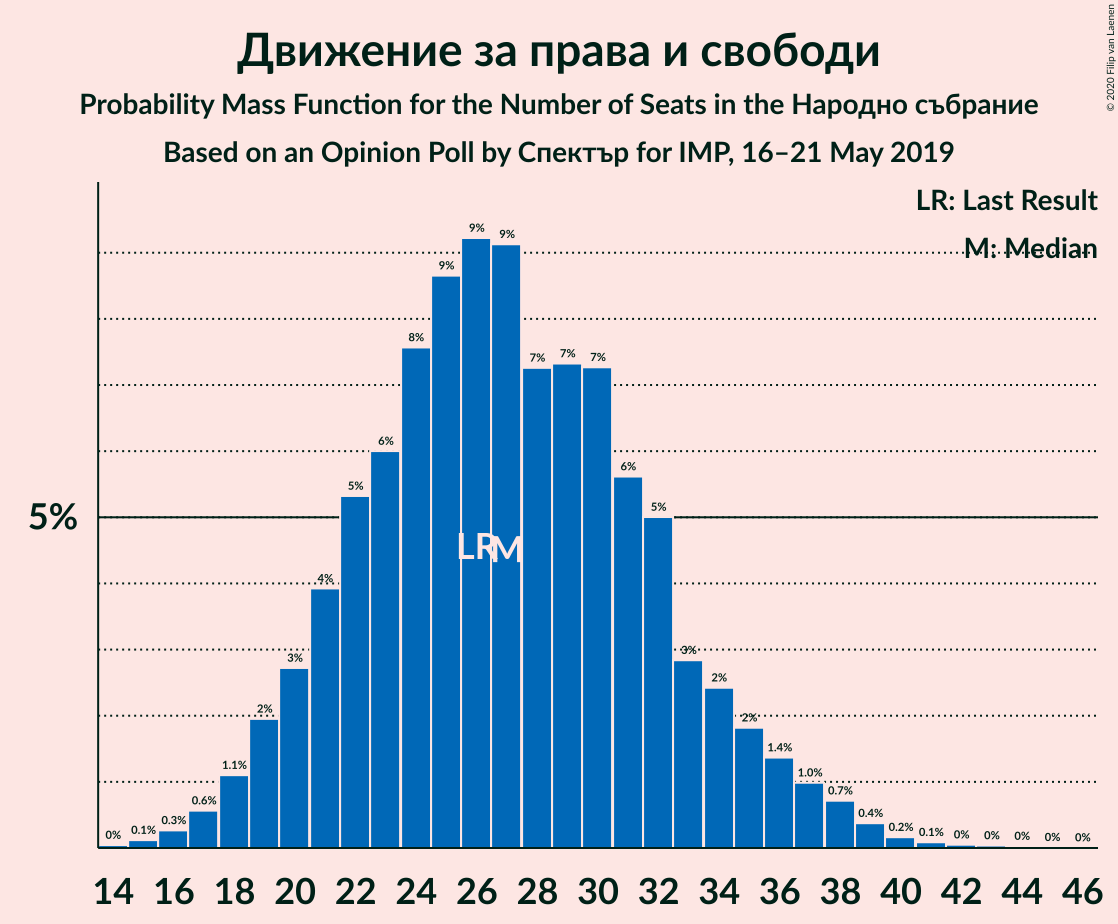 Движение за права и свободи
Probability Mass Function for the Number of Seats in the Народно събрание
Based on an Opinion Poll by Спектър for IMP, 16–21 May 2019
© 2020 Filip van Laenen
LR: Last Result
M: Median
5%
0% 0.1% 0.3% 0.6% 1.1% 2% 3% 4% 5% 6% 8% 9% 9% 9% 7% 7% 7% 6% 5% 3% 2% 2% 1.4% 1.0% 0.7% 0.4% 0.2% 0.1% 0% 0% 0% 0% 0%
LR M
14 16 18 20 22 24 26 28 30 32 34 36 38 40 42 44 46